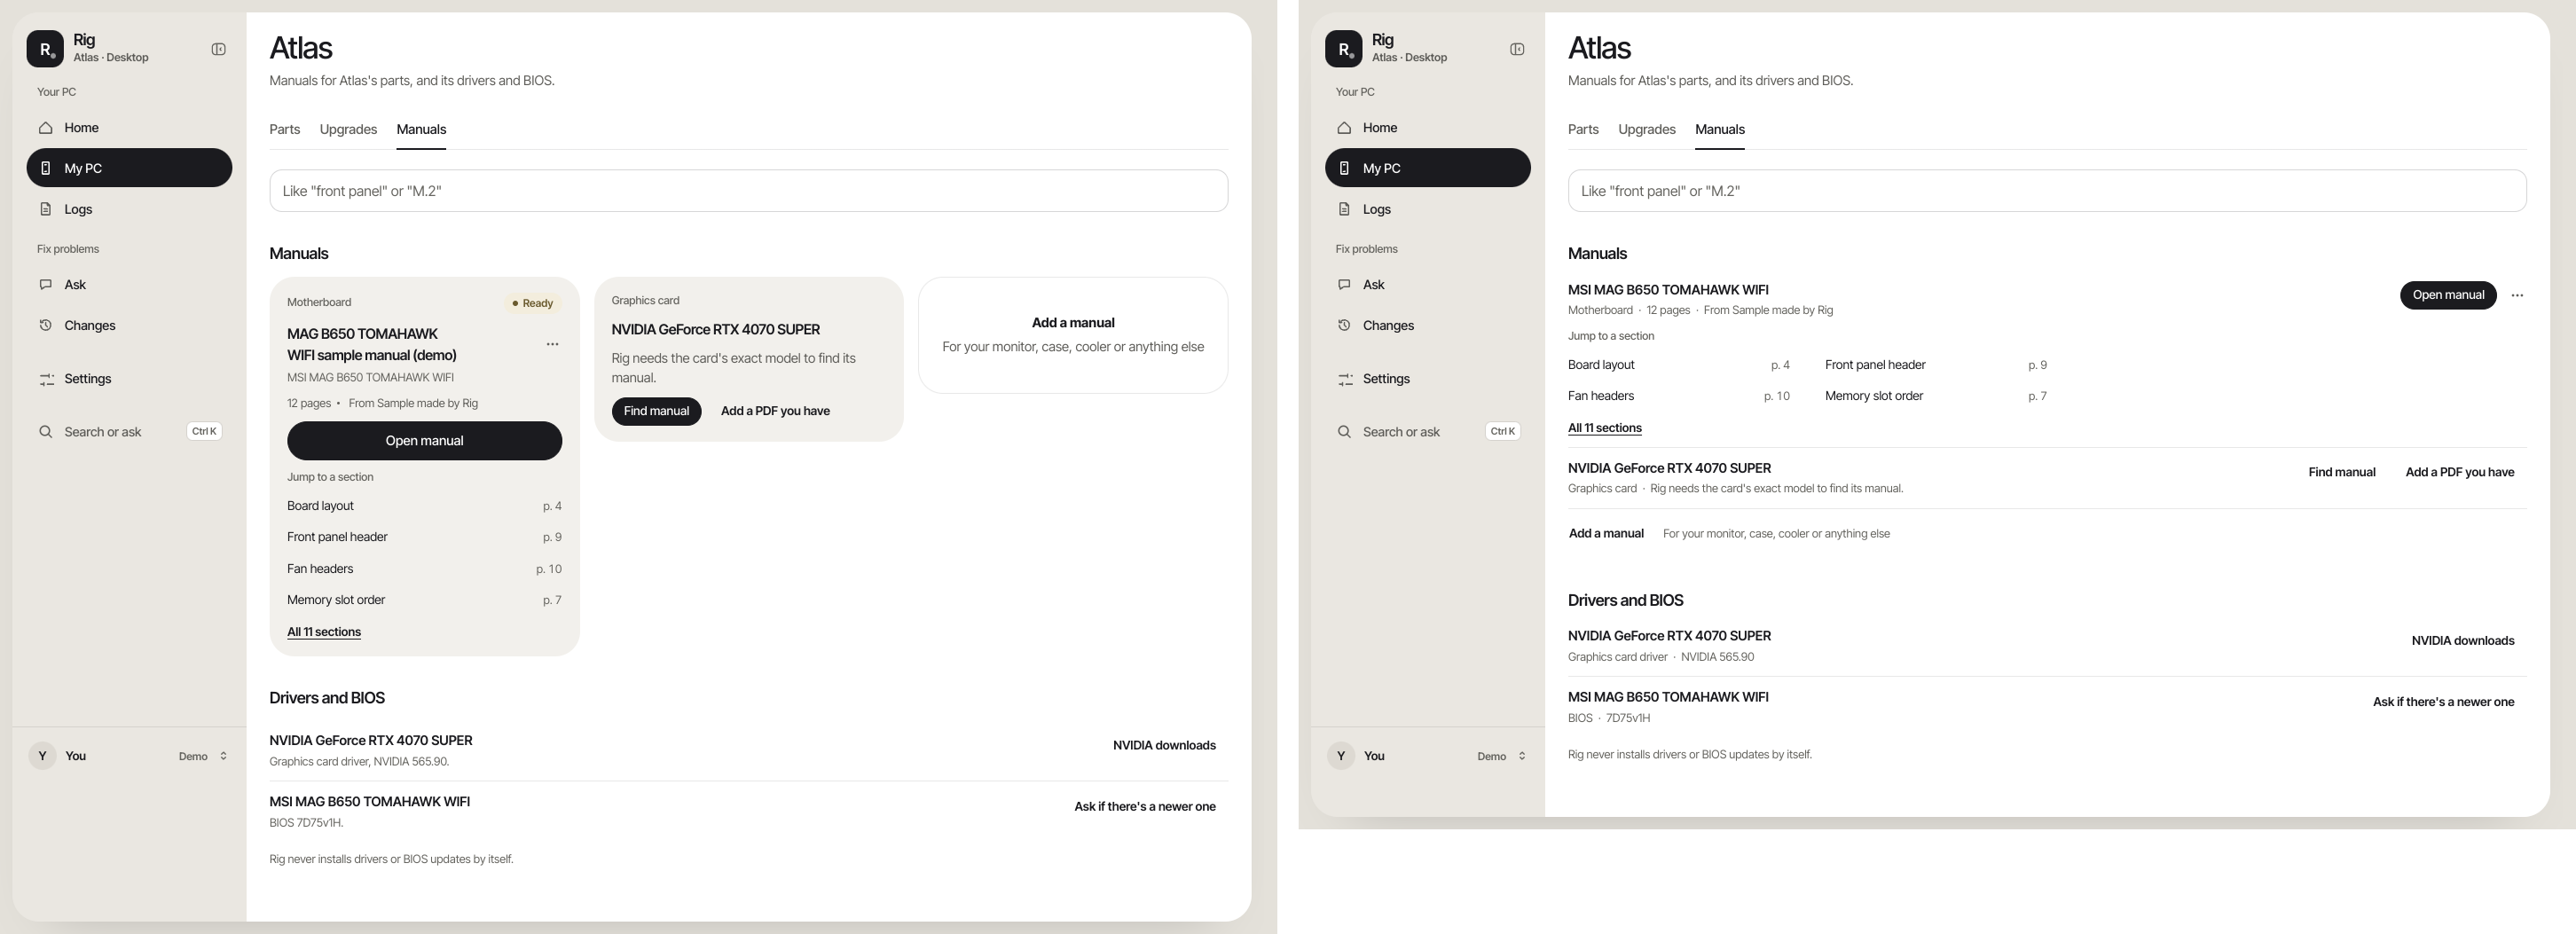 R.
Rig
Atlas · Desktop
Your PC
Home
My PC
Logs
Fix problems
Ask
Changes
Settings
Search or ask
Ctrl K
Y
You
Demo
Atlas
Manuals for Atlas's parts, and its drivers and BIOS.
Parts
Upgrades
Manuals
Like "front panel" or "M.2"
Manuals
Motherboard
• Ready
MAG B650 TOMAHAWK
WIFI sample manual (demo)
...
MSI MAG B650 TOMAHAWK WIFI
12 pages • From Sample made by Rig
Open manual
Jump to a section
Board layout p. 4
Front panel header p. 9
Fan headers p. 10
Memory slot order p. 7
All 11 sections
Graphics card
NVIDIA GeForce RTX 4070 SUPER
Rig needs the card's exact model to find its
manual.
Find manual
Add a PDF you have
Add a manual
For your monitor, case, cooler or anything else
Drivers and BIOS
NVIDIA GeForce RTX 4070 SUPER
Graphics card driver, NVIDIA 565.90.
NVIDIA downloads
MSI MAG B650 TOMAHAWK WIFI
BIOS 7D75v1H.
Ask if there's a newer one
Rig never installs drivers or BIOS updates by itself.
R.
Rig
Atlas · Desktop
Your PC
Home
My PC
Logs
Fix problems
Ask
Changes
Settings
Search or ask
Ctrl K
Y
You
Demo
Atlas
Manuals for Atlas's parts, and its drivers and BIOS.
Parts
Upgrades
Manuals
Like "front panel" or "M.2"
Manuals
MSI MAG B650 TOMAHAWK WIFI
Motherboard · 12 pages · From Sample made by Rig
Open manual
...
Jump to a section
Board layout p. 4
Front panel header p. 9
Fan headers p. 10
Memory slot order p. 7
All 11 sections
NVIDIA GeForce RTX 4070 SUPER
Graphics card · Rig needs the card's exact model to find its manual.
Find manual
Add a PDF you have
Add a manual
For your monitor, case, cooler or anything else
Drivers and BIOS
NVIDIA GeForce RTX 4070 SUPER
Graphics card driver · NVIDIA 565.90
NVIDIA downloads
MSI MAG B650 TOMAHAWK WIFI
BIOS · 7D75v1H
Ask if there's a newer one
Rig never installs drivers or BIOS updates by itself.